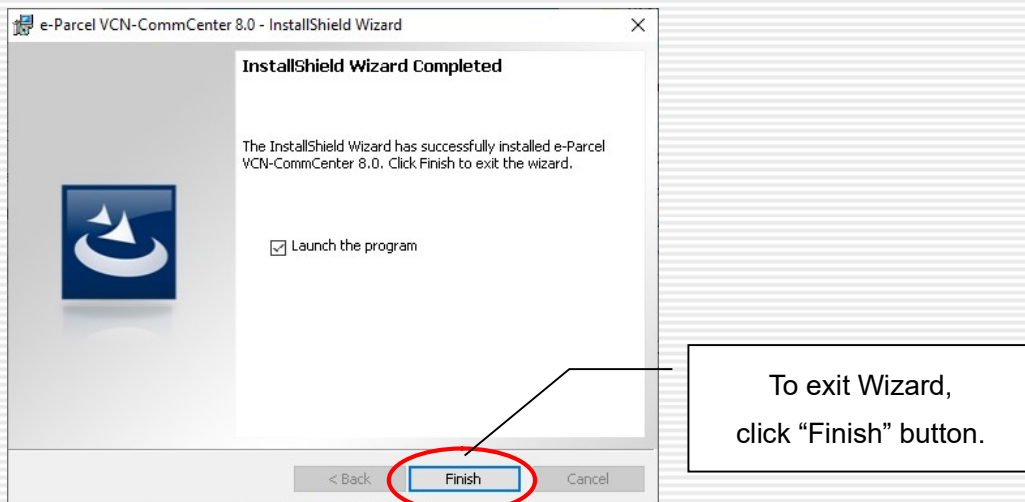 e-Parcel VCN-CommCenter 8.0 - InstallShield Wizard
InstallShield Wizard Completed
The InstallShield Wizard has successfully installed e-Parcel
VCN-CommCenter 8.0. Click Finish to exit the wizard.
Launch the program
To exit Wizard,
click “Finish” button.
< Back
Finish
Cancel